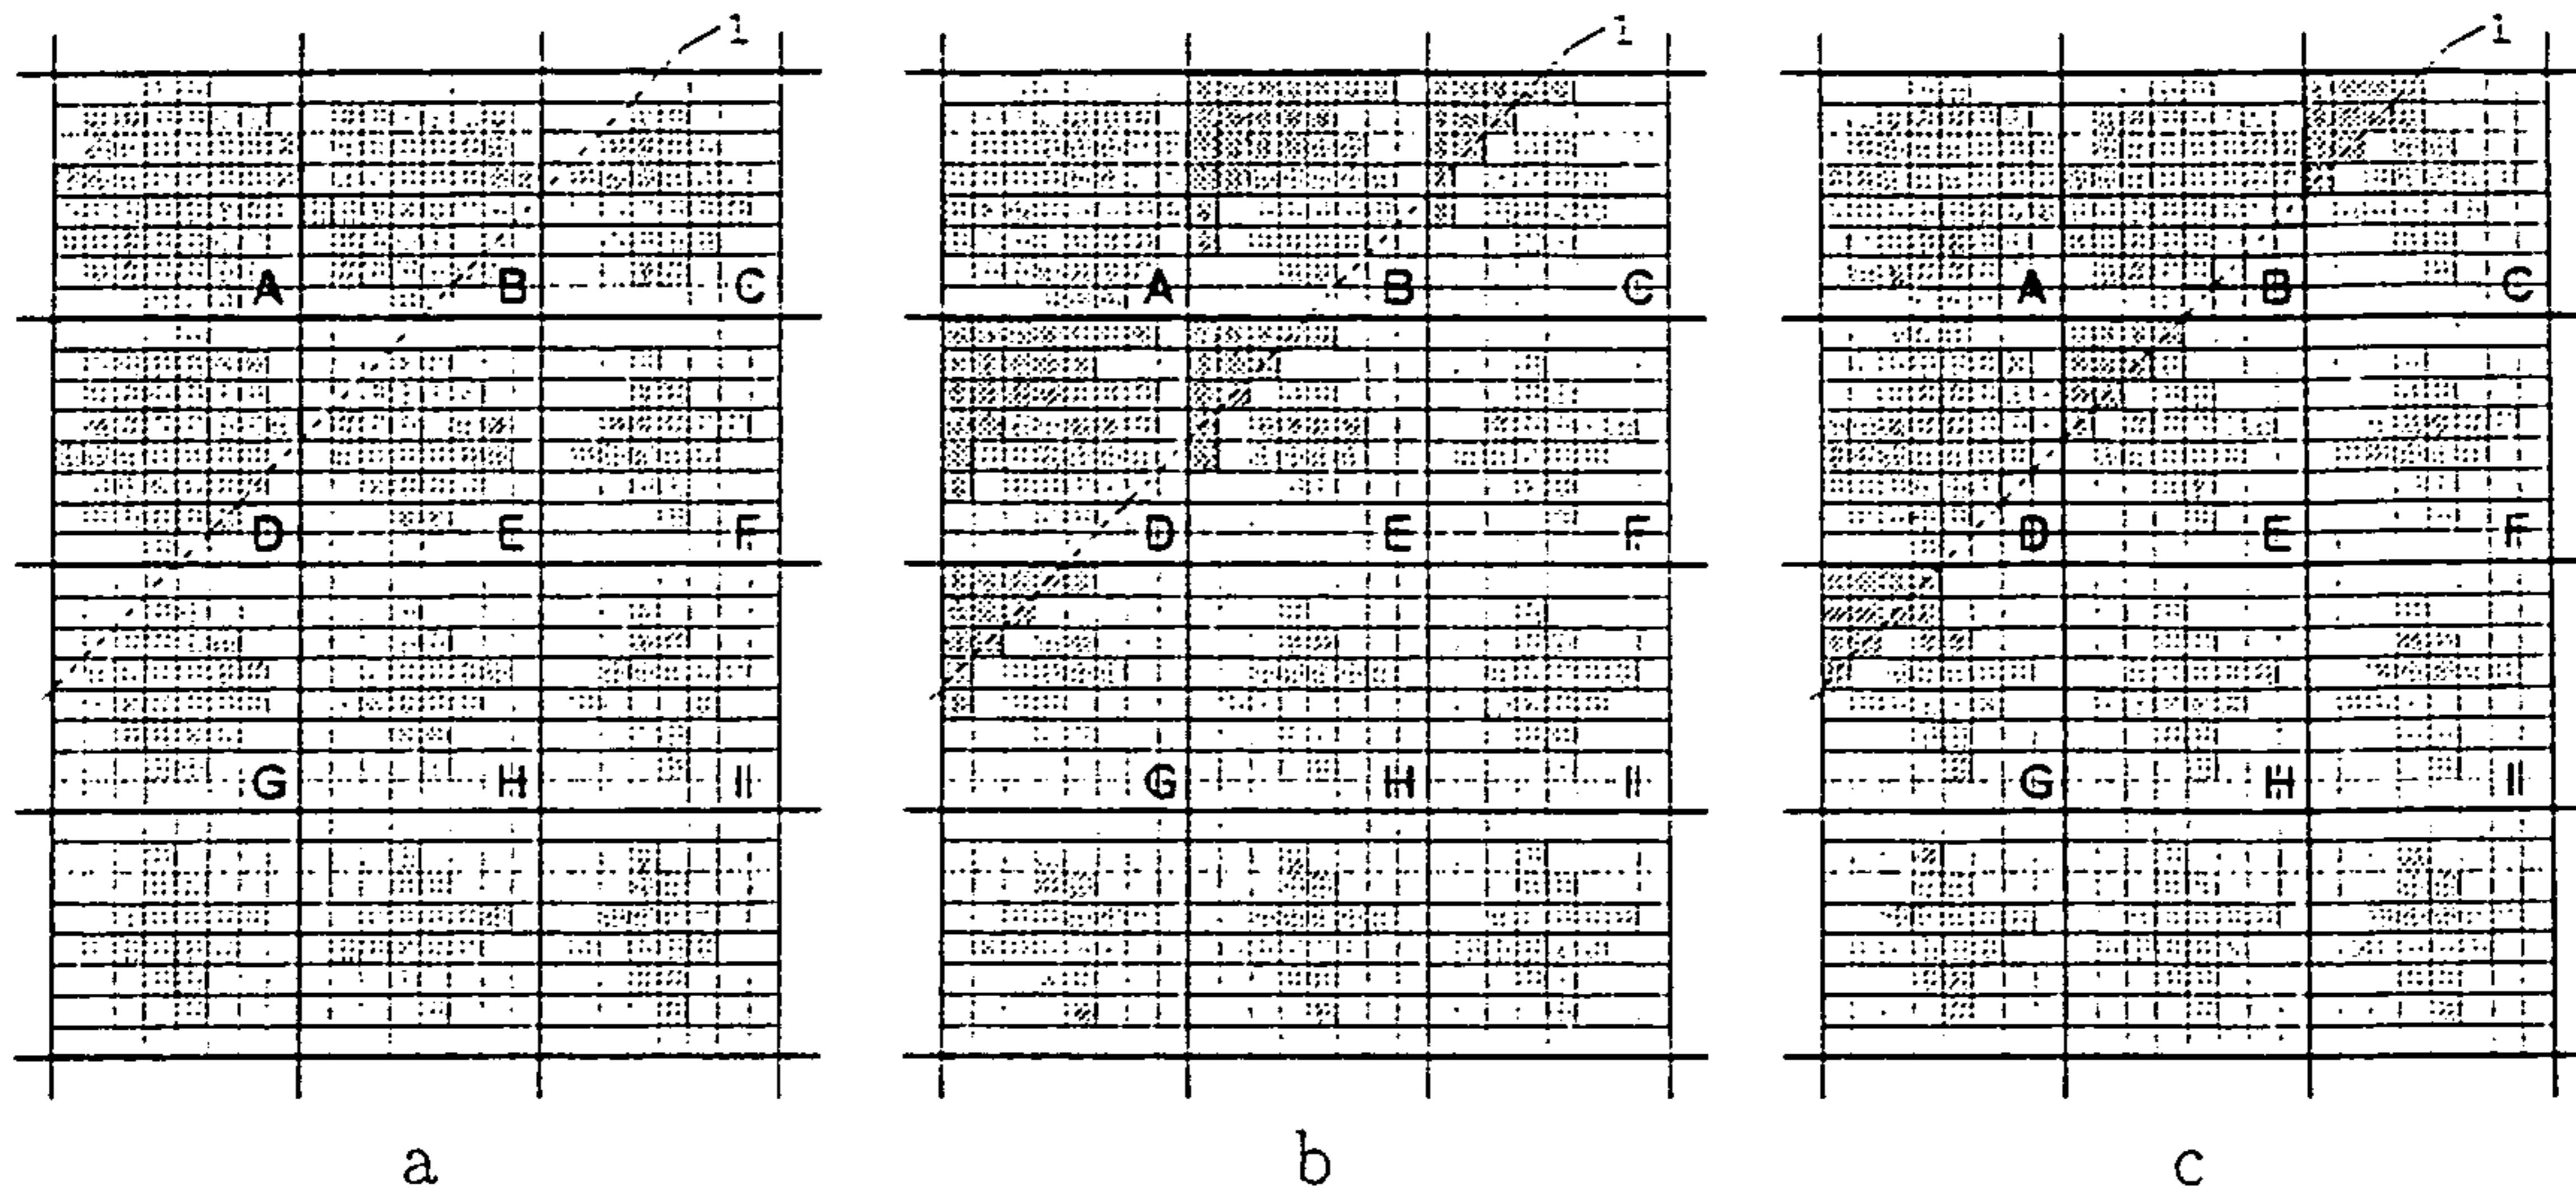 1 1 1
A B C A B C A B C
D E F D E F D E F
G H I G H I G H I
a b c